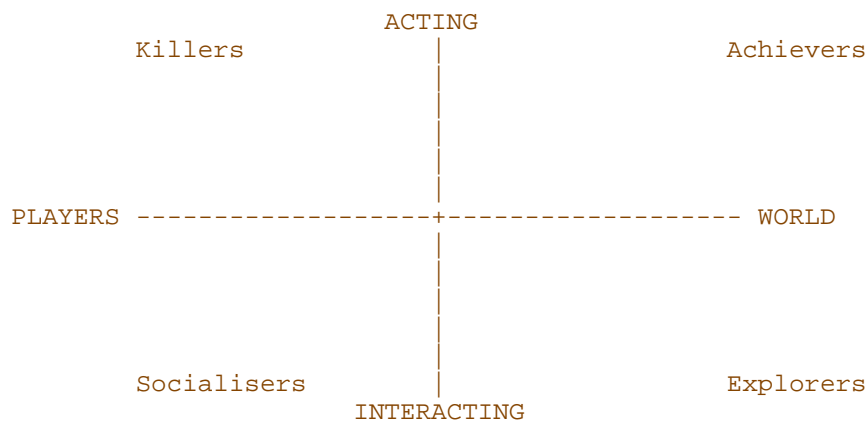 ACTING
Killers Achievers
PLAYERS -------------------+------------------- WORLD
Socialisers Explorers
INTERACTING